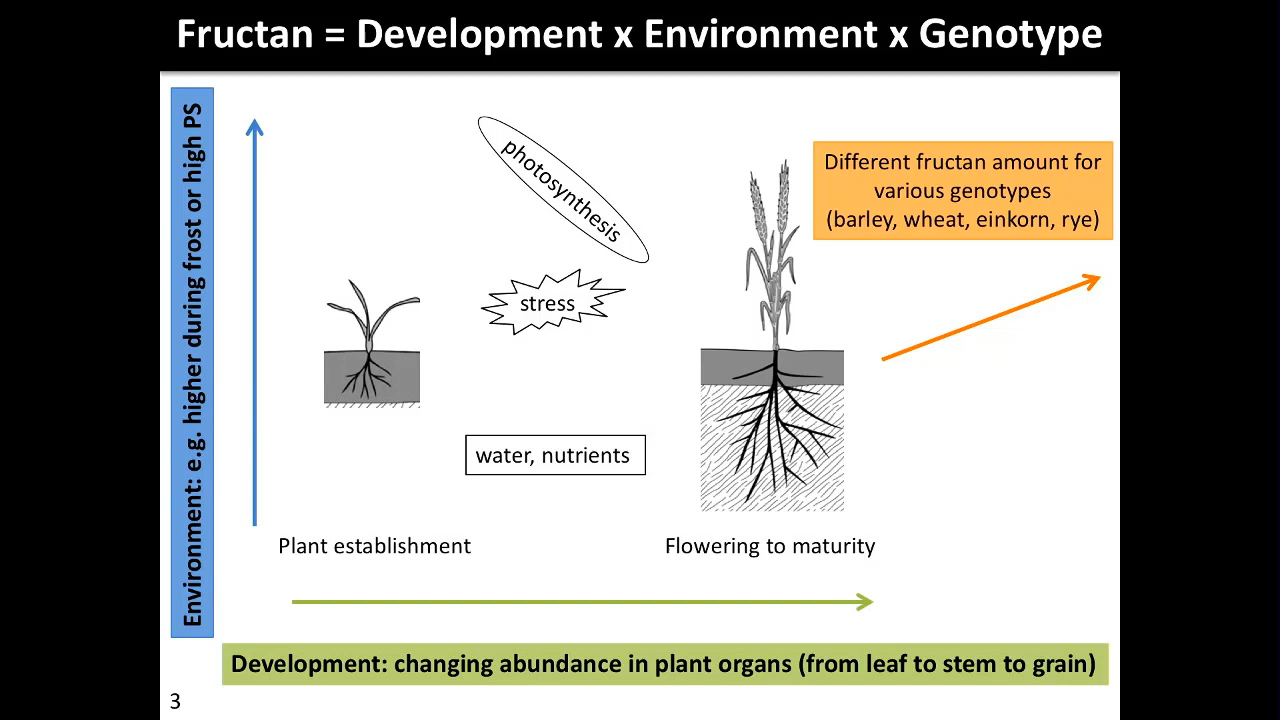 Fructan = Development x Environment x Genotype
Environment: e.g. higher during frost or high PS
photosynthesis
Different fructan amount for
various genotypes
(barley, wheat, einkorn, rye)
stress
water, nutrients
Plant establishment
Flowering to maturity
Development: changing abundance in plant organs (from leaf to stem to grain)
3